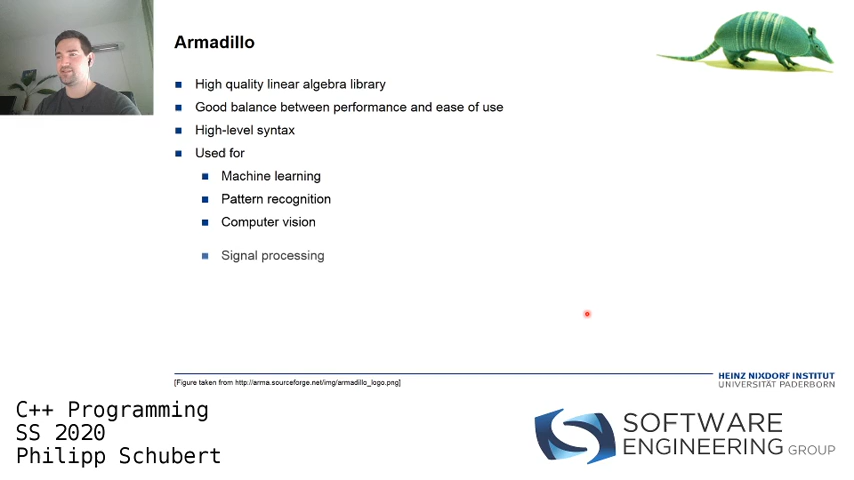 Armadillo
High quality linear algebra library
Good balance between performance and ease of use
High-level syntax
Used for
Machine learning
Pattern recognition
Computer vision
Signal processing
[Figure taken from http://arma.sourceforge.net/img/armadillo_logo.png]
HEINZ NIXDORF INSTITUT
UNIVERSITÄT PADERBORN
C++ Programming
SS 2020
Philipp Schubert
SOFTWARE
ENGINEERING GROUP